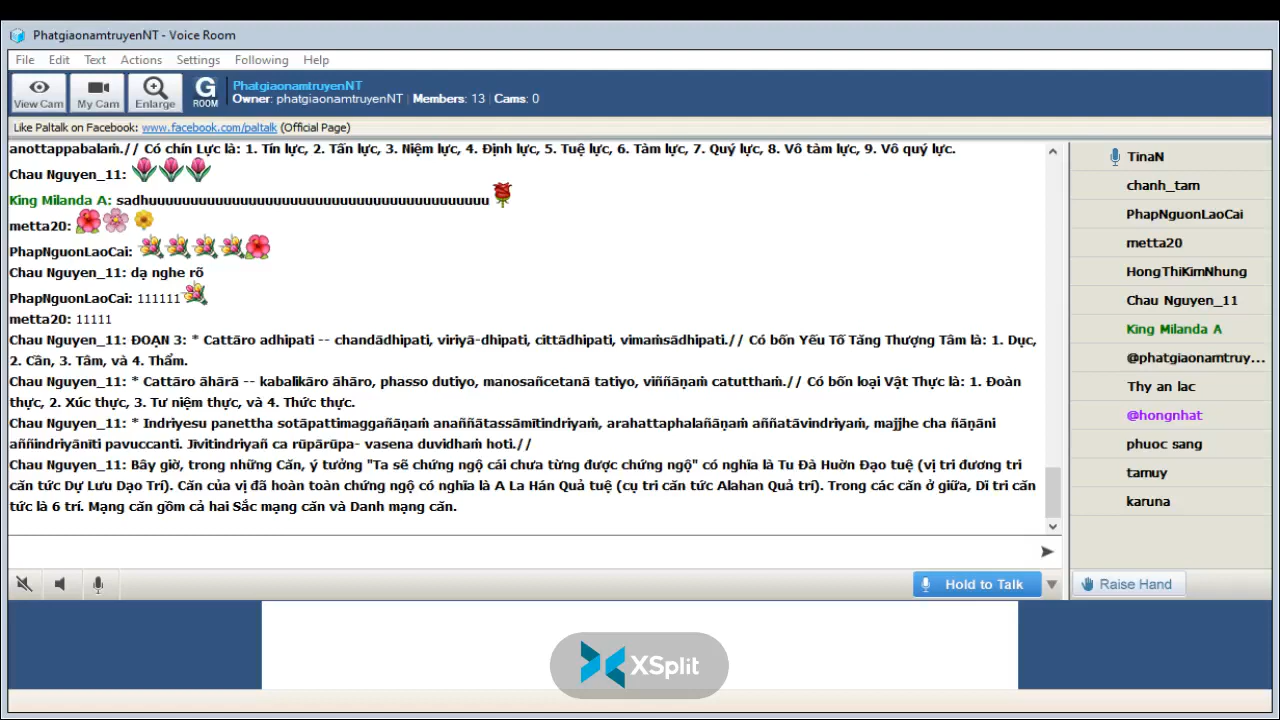 PhatgiaonamtruyenNT - Voice Room
File Edit Text Actions Settings Following Help
View Cam My Cam Enlarge G ROOM
PhatgiaonamtruyenNT
Owner: phatgiaonamtruyenNT | Members: 13 | Cams: 0
Like Paltalk on Facebook: www.facebook.com/paltalk (Official Page)
anottappabalaṁ.// Có chín Lực là: 1. Tín lực, 2. Tấn lực, 3. Niệm lực, 4. Định lực, 5. Tuệ lực, 6. Tàm lực, 7. Quý lực, 8. Vô tàm lực, 9. Vô quý lực.
Chau Nguyen_11:
King Milanda A: sadhuuuuuuuuuuuuuuuuuuuuuuuuuuuuuuuuuuuuuuuuu
metta20:
PhapNguonLaoCai:
Chau Nguyen_11: dạ nghe rõ
PhapNguonLaoCai: 111111
metta20: 11111
Chau Nguyen_11: ĐOẠN 3: * Cattāro adhipati -- chandādhipati, viriyā-dhipati, cittādhipati, vimaṁsādhipati.// Có bốn Yếu Tố Tăng Thượng Tâm là: 1. Dục,
2. Cần, 3. Tâm, và 4. Thẩm.
Chau Nguyen_11: * Cattāro āhārā -- kabalikāro āhāro, phasso dutiyo, manosañcetanā tatiyo, viññāṇaṁ catutthaṁ.// Có bốn loại Vật Thực là: 1. Đoàn
thực, 2. Xúc thực, 3. Tư niệm thực, và 4. Thức thực.
Chau Nguyen_11: * Indriyesu panettha sotāpattimaggañāṇaṁ anaññātassāmītindriyaṁ, arahattaphalañāṇaṁ aññatāvindriyaṁ, majjhe cha ñāṇāni
aññindriyānīti pavuccanti. Jīvitindriyañ ca rūpārūpa- vasena duvidhaṁ hoti.//
Chau Nguyen_11: Bây giờ, trong những Căn, ý tưởng "Ta sẽ chứng ngộ cái chưa từng được chứng ngộ" có nghĩa là Tu Đà Huờn Đạo tuệ (vị tri đương tri
căn tức Dự Lưu Dạo Trí). Căn của vị đã hoàn toàn chứng ngộ có nghĩa là A La Hán Quả tuệ (cụ tri căn tức Alahan Quả trí). Trong các căn ở giữa, Dĩ tri căn
tức là 6 trí. Mạng căn gồm cả hai Sắc mạng căn và Danh mạng căn.
TinaN
chanh_tam
PhapNguonLaoCai
metta20
HongThiKimNhung
Chau Nguyen_11
King Milanda A
@phatgiaonamtruy...
Thy an lac
@hongnhat
phuoc sang
tamuy
karuna
Hold to Talk
Raise Hand
XSplit